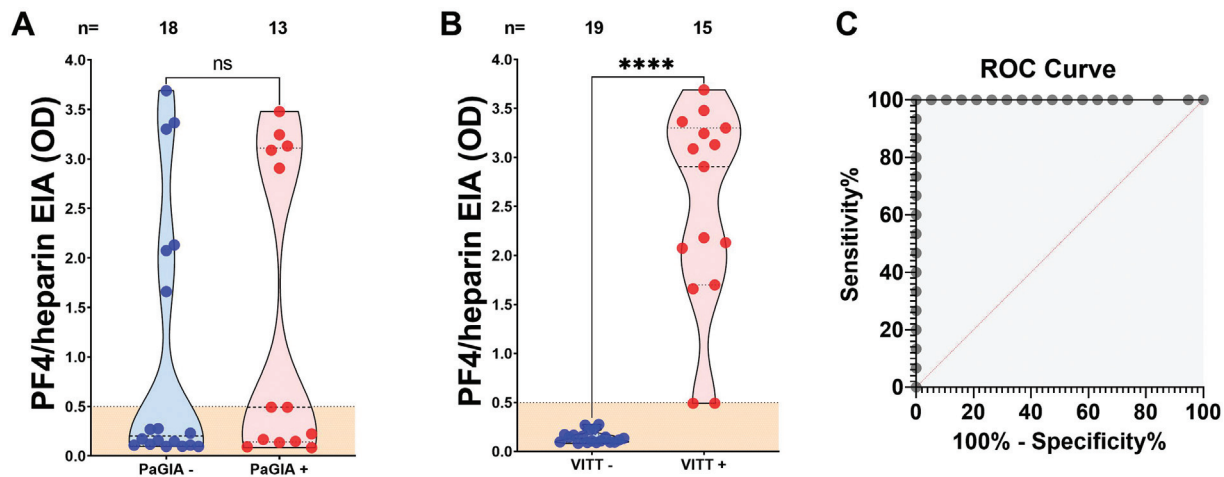 A
n= 18 13
ns
PF4/heparin EIA (OD)
4.0
3.5
3.0
2.5
2.0
1.5
1.0
0.5
0.0
PaGIA - PaGIA +
B
n= 19 15
****
PF4/heparin EIA (OD)
4.0
3.5
3.0
2.5
2.0
1.5
1.0
0.5
0.0
VITT - VITT +
C
ROC Curve
Sensitivity%
100
80
60
40
20
0
0 20 40 60 80 100
100% - Specificity%